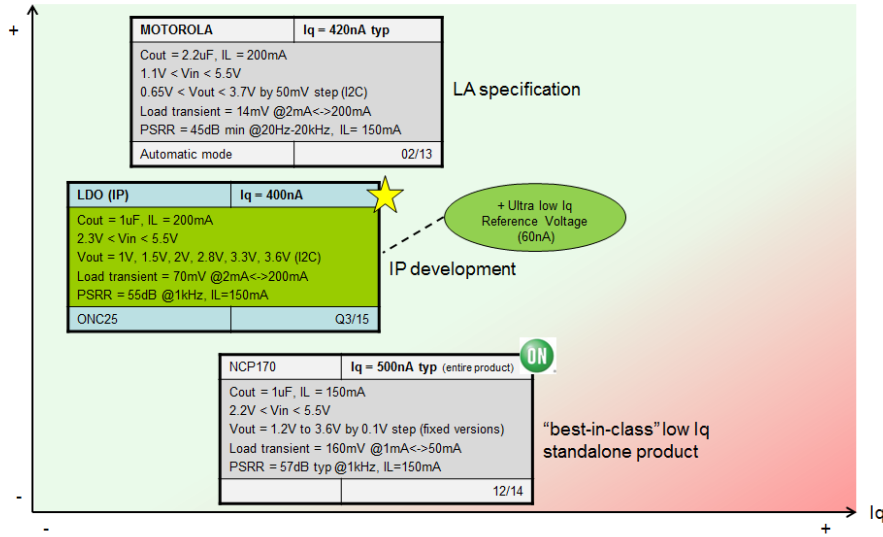 +
MOTOROLA Iq = 420nA typ
Cout = 2.2uF, IL = 200mA
1.1V < Vin < 5.5V
0.65V < Vout < 3.7V by 50mV step (I2C)
Load transient = 14mV @2mA<->200mA
PSRR = 45dB min @20Hz-20kHz, IL= 150mA
Automatic mode 02/13
LA specification
LDO (IP) Iq = 400nA
Cout = 1uF, IL = 200mA
2.3V < Vin < 5.5V
Vout = 1V, 1.5V, 2V, 2.8V, 3.3V, 3.6V (I2C)
Load transient = 70mV @2mA<->200mA
PSRR = 55dB @1kHz, IL=150mA
ONC25 Q3/15
+ Ultra low Iq
Reference Voltage
(60nA)
IP development
ON
NCP170 Iq = 500nA typ (entire product)
Cout = 1uF, IL = 150mA
2.2V < Vin < 5.5V
Vout = 1.2V to 3.6V by 0.1V step (fixed versions)
Load transient = 160mV @1mA<->50mA
PSRR = 57dB typ @1kHz, IL=150mA
12/14
“best-in-class” low Iq
standalone product
-
Iq
- +